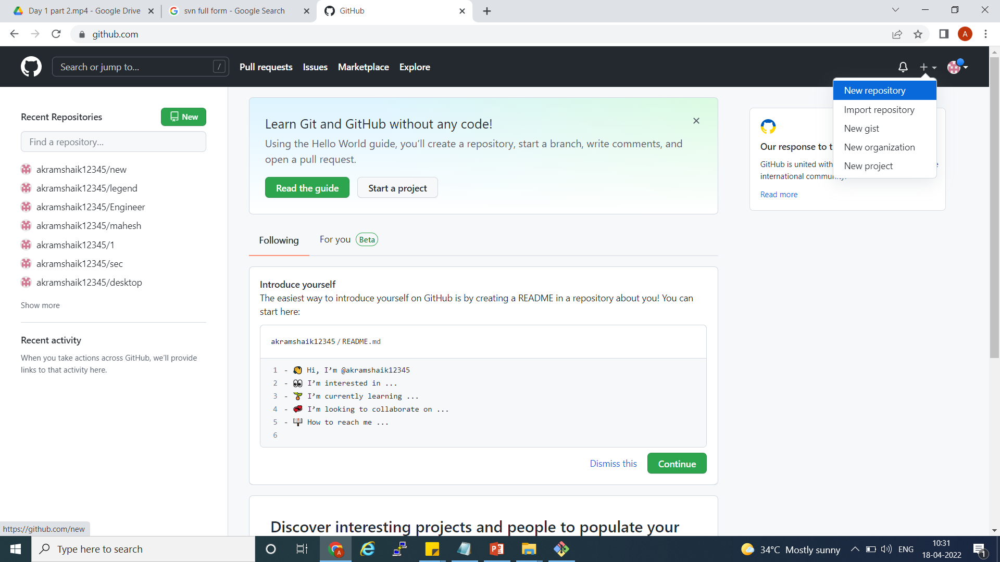 Day 1 part 2.mp4 - Google Drive
svn full form - Google Search
GitHub
github.com
A
Search or jump to...
/
Pull requests
Issues
Marketplace
Explore
New repository
Import repository
New gist
New organization
New project
Recent Repositories
New
Find a repository...
akramshaik12345/new
akramshaik12345/legend
akramshaik12345/Engineer
akramshaik12345/mahesh
akramshaik12345/1
akramshaik12345/sec
akramshaik12345/desktop
Show more
Recent activity
When you take actions across GitHub, we'll provide
links to that activity here.
Learn Git and GitHub without any code!
Using the Hello World guide, you'll create a repository, start a branch, write comments, and
open a pull request.
Read the guide
Start a project
Our response to t
GitHub is united with
international community.
Read more
Following
For you
Beta
Introduce yourself
The easiest way to introduce yourself on GitHub is by creating a README in a repository about you! You can
start here:
akramshaik12345/README.md
1 - 👋 Hi, I'm @akramshaik12345
2 - 👀 I'm interested in ...
3 - 🌱 I'm currently learning ...
4 - 💞️ I'm looking to collaborate on ...
5 - 📫 How to reach me ...
6
Dismiss this
Continue
Discover interesting projects and people to populate your
https://github.com/new
Type here to search
A
34°C Mostly sunny
ENG
10:31
18-04-2022
1